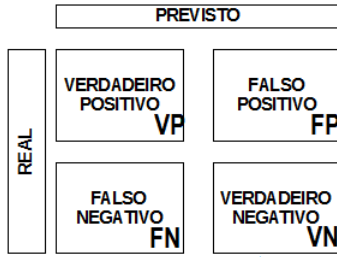 PREVISTO
REAL
VERDADEIRO
POSITIVO
VP
FALSO
POSITIVO
FP
FALSO
NEGATIVO
FN
VERDADEIRO
NEGATIVO
VN